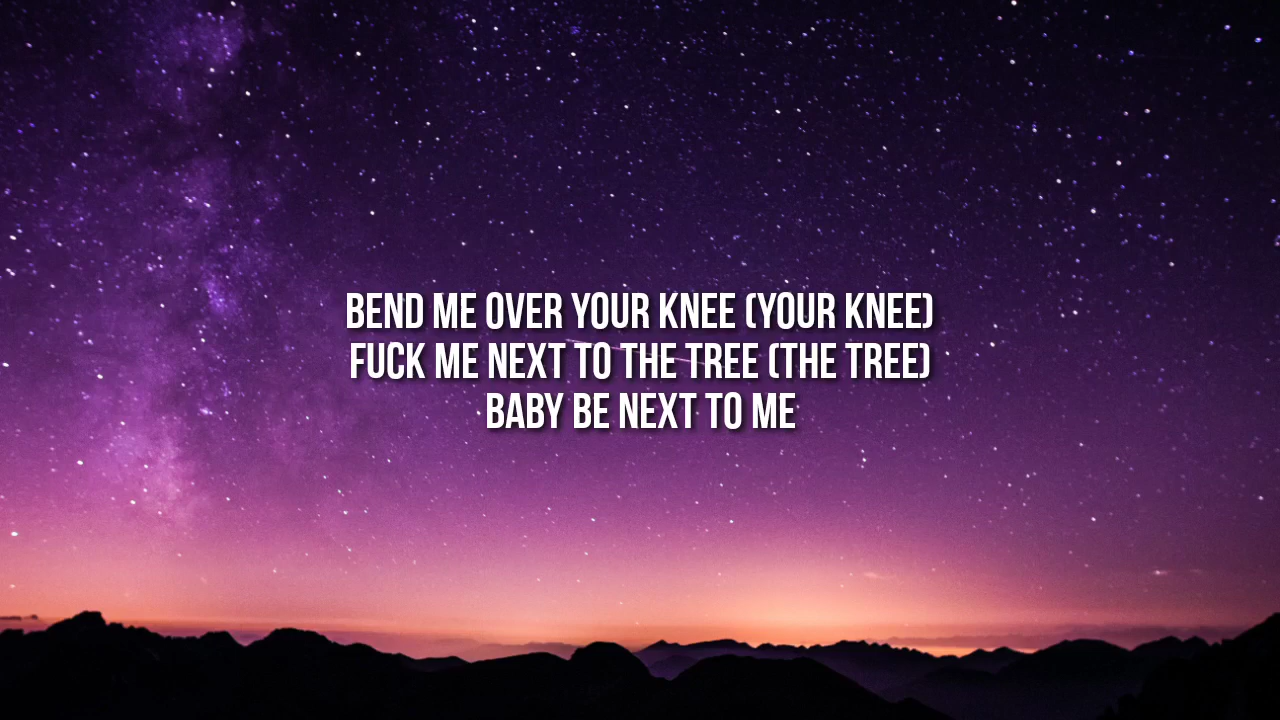 BEND ME OVER YOUR KNEE (YOUR KNEE)
FUCK ME NEXT TO THE TREE (THE TREE)
BABY BE NEXT TO ME